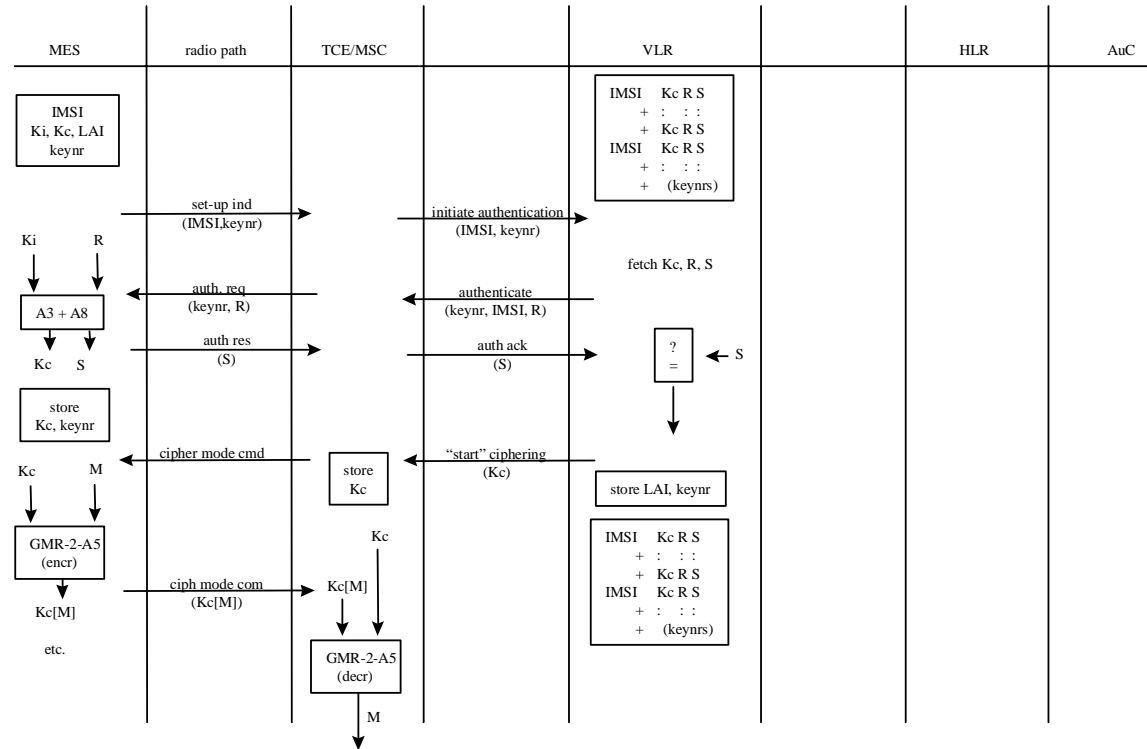 MES radio path TCE/MSC VLR HLR AuC
IMSI
Ki, Kc, LAI
keynr
IMSI Kc R S
+ : : :
+ Kc R S
IMSI Kc R S
+ : : :
+ (keynrs)
set-up ind
(IMSI,keynr)
initiate authentication
(IMSI, keynr)
Ki R
fetch Kc, R, S
auth. req
(keynr, R)
authenticate
(keynr, IMSI, R)
A3 + A8
auth res
(S)
auth ack
(S)
?
=
S
Kc S
store
Kc, keynr
cipher mode cmd
"start" ciphering
(Kc)
store
Kc
store LAI, keynr
Kc M
GMR-2-A5
(encr)
Kc[M]
etc.
ciph mode com
(Kc[M])
Kc
Kc[M]
GMR-2-A5
(decr)
M
IMSI Kc R S
+ : : :
+ Kc R S
IMSI Kc R S
+ : : :
+ (keynrs)